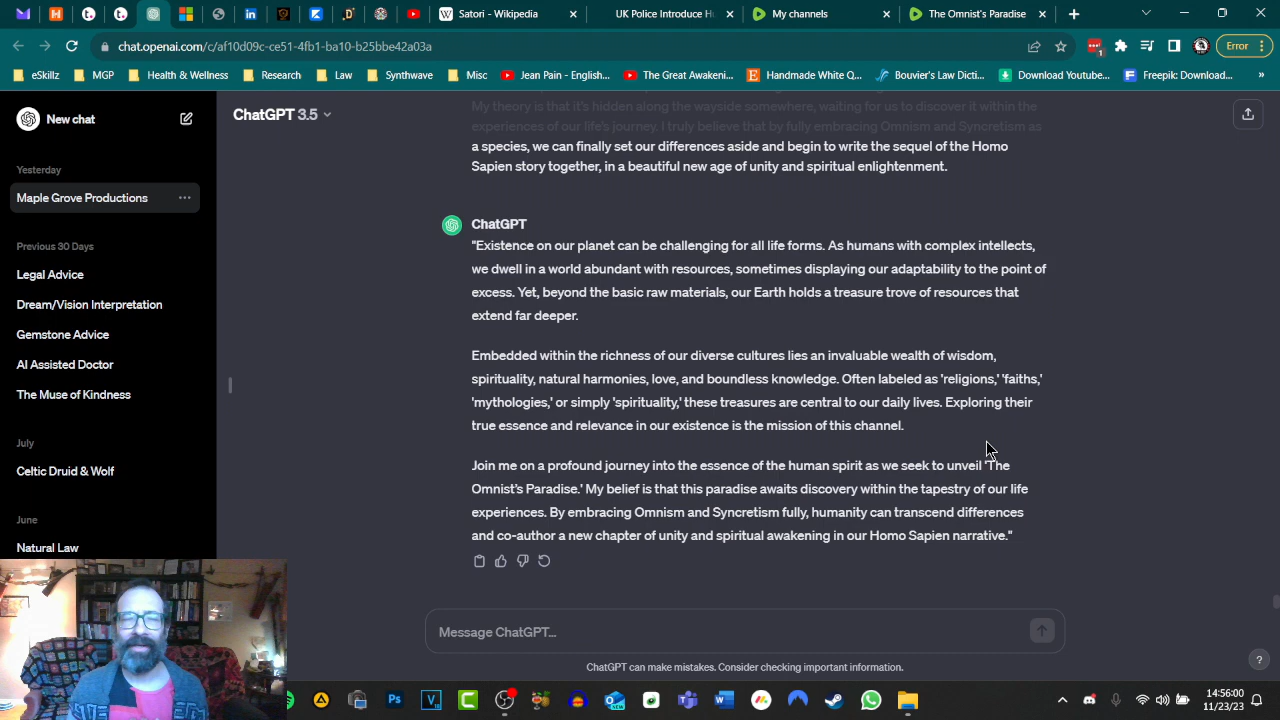 Satori - Wikipedia
UK Police Introduce H
My channels
The Omnist's Paradise
chat.openai.com/c/af10d09c-ce51-4fb1-ba10-b25bbe42a03a
Error
eSkillz
MGP
Health & Wellness
Research
Law
Synthwave
Misc
Jean Pain - English...
The Great Awakeni...
Handmade White Q...
Bouvier's Law Dicti...
Download Youtube...
Freepik: Download...
New chat
ChatGPT 3.5
My theory is that it's hidden along the wayside somewhere, waiting for us to discover it within the
experiences of our life's journey. I truly believe that by fully embracing Omnism and Syncretism as
a species, we can finally set our differences aside and begin to write the sequel of the Homo
Sapien story together, in a beautiful new age of unity and spiritual enlightenment.
Yesterday
Maple Grove Productions
Previous 30 Days
Legal Advice
Dream/Vision Interpretation
Gemstone Advice
AI Assisted Doctor
The Muse of Kindness
July
Celtic Druid & Wolf
June
Natural Law
ChatGPT
"Existence on our planet can be challenging for all life forms. As humans with complex intellects,
we dwell in a world abundant with resources, sometimes displaying our adaptability to the point of
excess. Yet, beyond the basic raw materials, our Earth holds a treasure trove of resources that
extend far deeper.
Embedded within the richness of our diverse cultures lies an invaluable wealth of wisdom,
spirituality, natural harmonies, love, and boundless knowledge. Often labeled as 'religions,' 'faiths,'
'mythologies,' or simply 'spirituality,' these treasures are central to our daily lives. Exploring their
true essence and relevance in our existence is the mission of this channel.
Join me on a profound journey into the essence of the human spirit as we seek to unveil 'The
Omnist's Paradise.' My belief is that this paradise awaits discovery within the tapestry of our life
experiences. By embracing Omnism and Syncretism fully, humanity can transcend differences
and co-author a new chapter of unity and spiritual awakening in our Homo Sapien narrative."
Message ChatGPT...
ChatGPT can make mistakes. Consider checking important information.
?
14:56:00
11/23/23